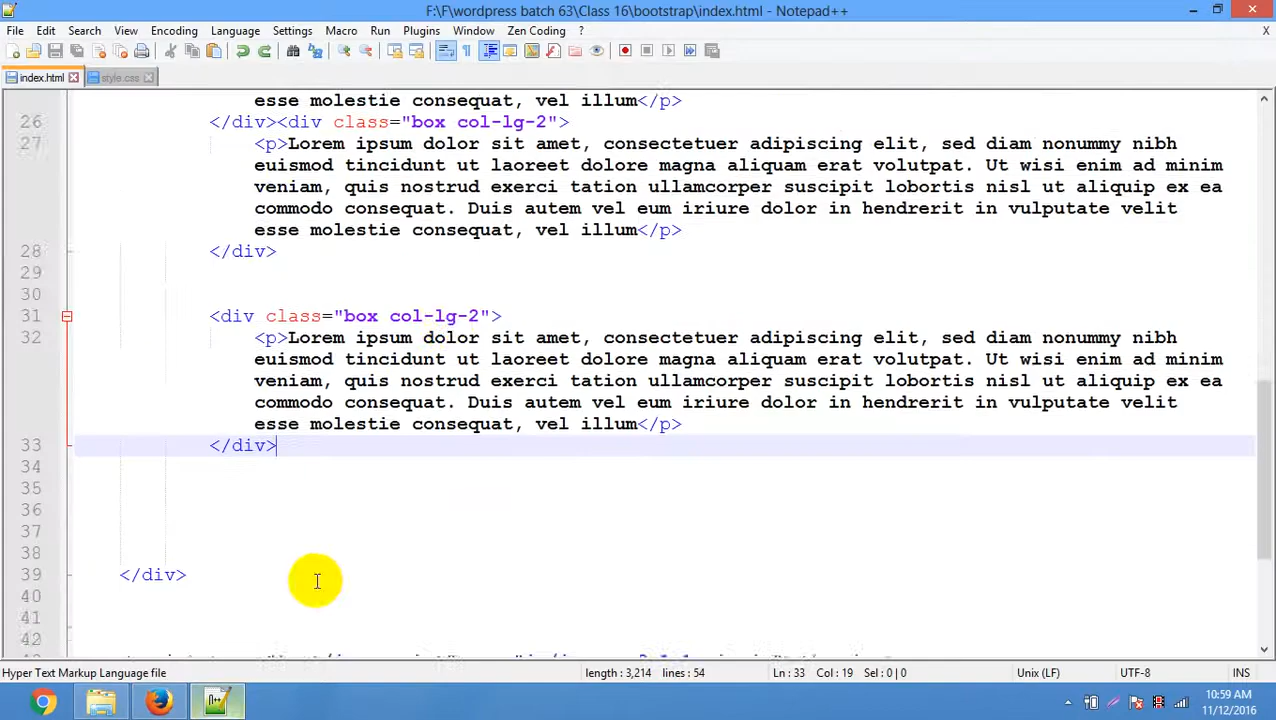 F:\F\wordpress batch 63\Class 16\bootstrap\index.html - Notepad++
File Edit Search View Encoding Language Settings Macro Run Plugins Window Zen Coding ? X
index.html style.css
esse molestie consequat, vel illum</p>
26 </div><div class="box col-lg-2">
27 <p>Lorem ipsum dolor sit amet, consectetuer adipiscing elit, sed diam nonummy nibh
euismod tincidunt ut laoreet dolore magna aliquam erat volutpat. Ut wisi enim ad minim
veniam, quis nostrud exerci tation ullamcorper suscipit lobortis nisl ut aliquip ex ea
commodo consequat. Duis autem vel eum iriure dolor in hendrerit in vulputate velit
esse molestie consequat, vel illum</p>
28 </div>
29
30
31 <div class="box col-lg-2">
32 <p>Lorem ipsum dolor sit amet, consectetuer adipiscing elit, sed diam nonummy nibh
euismod tincidunt ut laoreet dolore magna aliquam erat volutpat. Ut wisi enim ad minim
veniam, quis nostrud exerci tation ullamcorper suscipit lobortis nisl ut aliquip ex ea
commodo consequat. Duis autem vel eum iriure dolor in hendrerit in vulputate velit
esse molestie consequat, vel illum</p>
33 </div>
34
35
36
37
38
39 </div>
40
41
42
Hyper Text Markup Language file length : 3,214 lines : 54 Ln : 33 Col : 19 Sel : 0 | 0 Unix (LF) UTF-8 INS
10:59 AM
11/12/2016